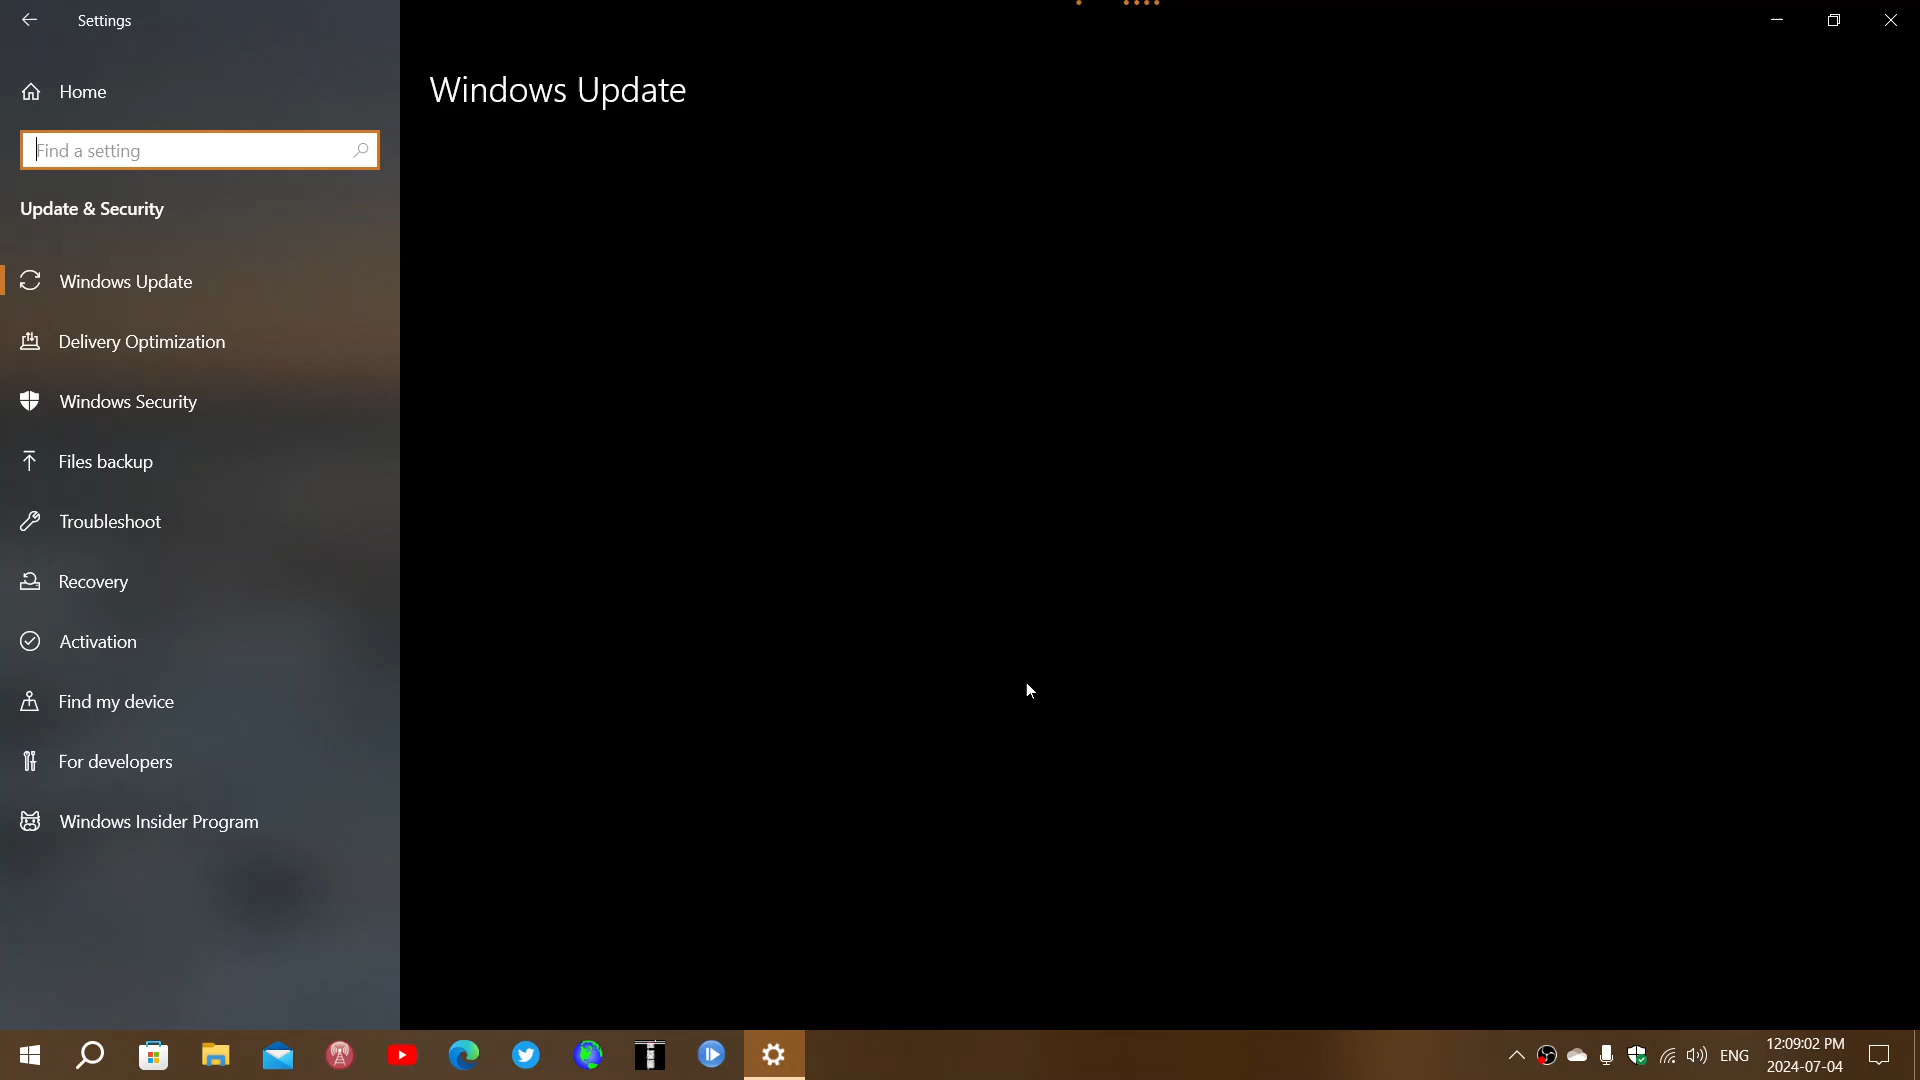 Settings
Home
Find a setting
Update & Security
Windows Update
Delivery Optimization
Windows Security
Files backup
Troubleshoot
Recovery
Activation
Find my device
For developers
Windows Insider Program
Windows Update
ENG
12:09:02 PM
2024-07-04